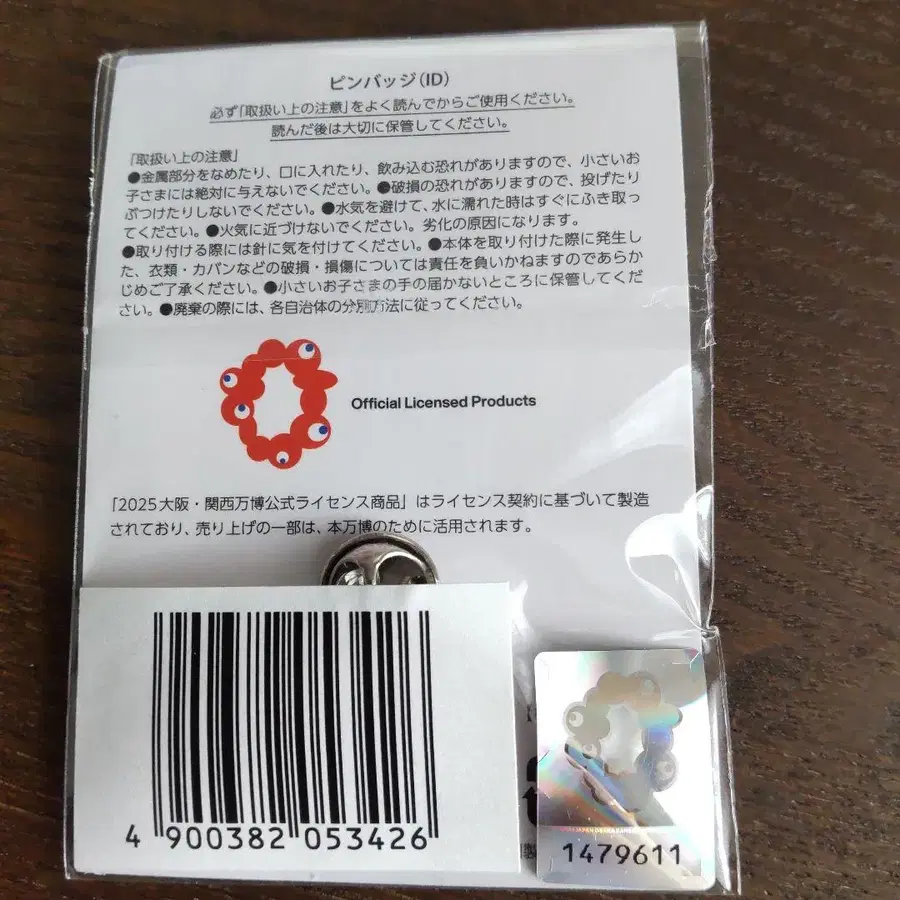 ピンバッジ(ID)
必ず「取扱い上の注意」をよく読んでからご使用ください。
読んだ後は大切に保管してください。
「取扱い上の注意」
●金属部分をなめたり、口に入れたり、飲み込む恐れがありますので、小さいお
子さまには絶対に与えないでください。●破損の恐れがありますので、投げたり
ぶつけたりしないでください。●水気を避けて、水に濡れた時はすぐにふき取っ
てください。●火気に近づけないでください。劣化の原因になります。
●取り付ける際には針に気を付けてください。●本体を取り付けた際に発生し
た、衣類・カバンなどの破損・損傷については責任を負いかねますのであらか
じめご了承ください。●小さいお子さまの手の届かないところに保管してくだ
さい。●廃棄の際には、各自治体の分別方法に従ってください。
Official Licensed Products
「2025大阪・関西万博公式ライセンス商品」はライセンス契約に基づいて製造
されており、売り上げの一部は、本万博のために活用されます。
4 900382 053426
製
1479611